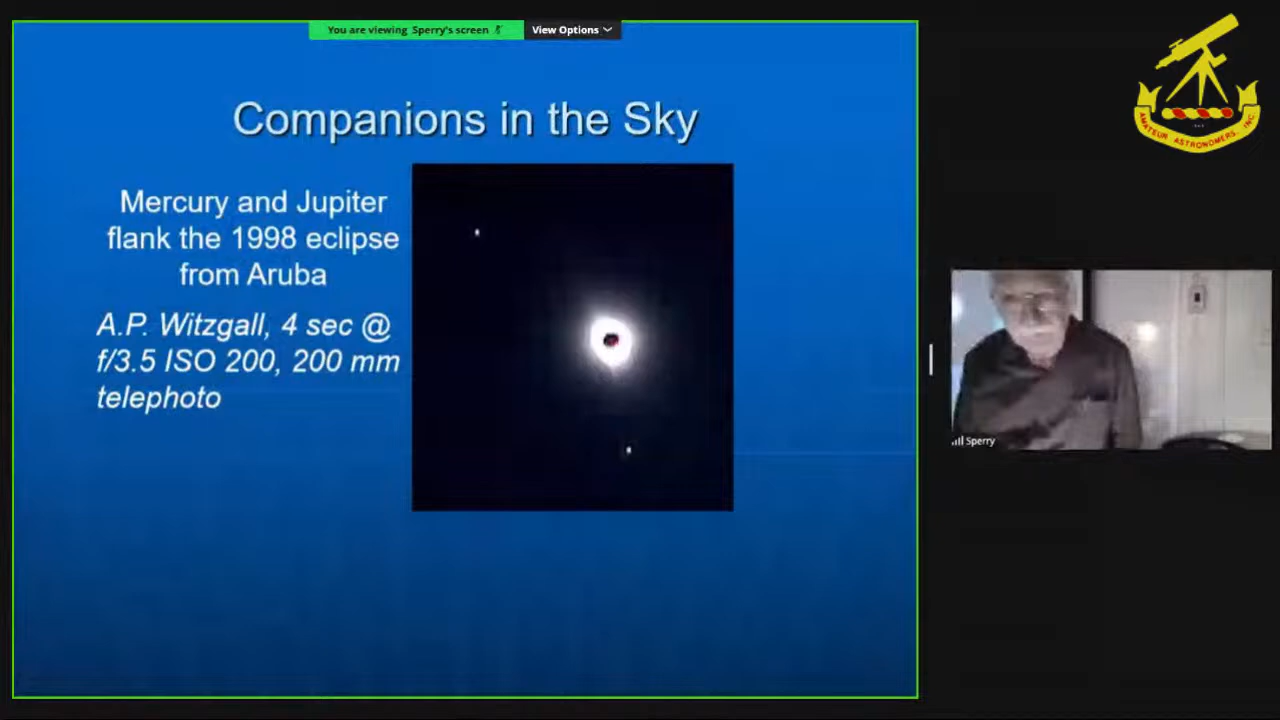 You are viewing Sperry's screen
View Options
Companions in the Sky
Mercury and Jupiter
flank the 1998 eclipse
from Aruba
A.P. Witzgall, 4 sec @
f/3.5 ISO 200, 200 mm
telephoto
AMATEUR ASTRONOMERS, INC
Sperry